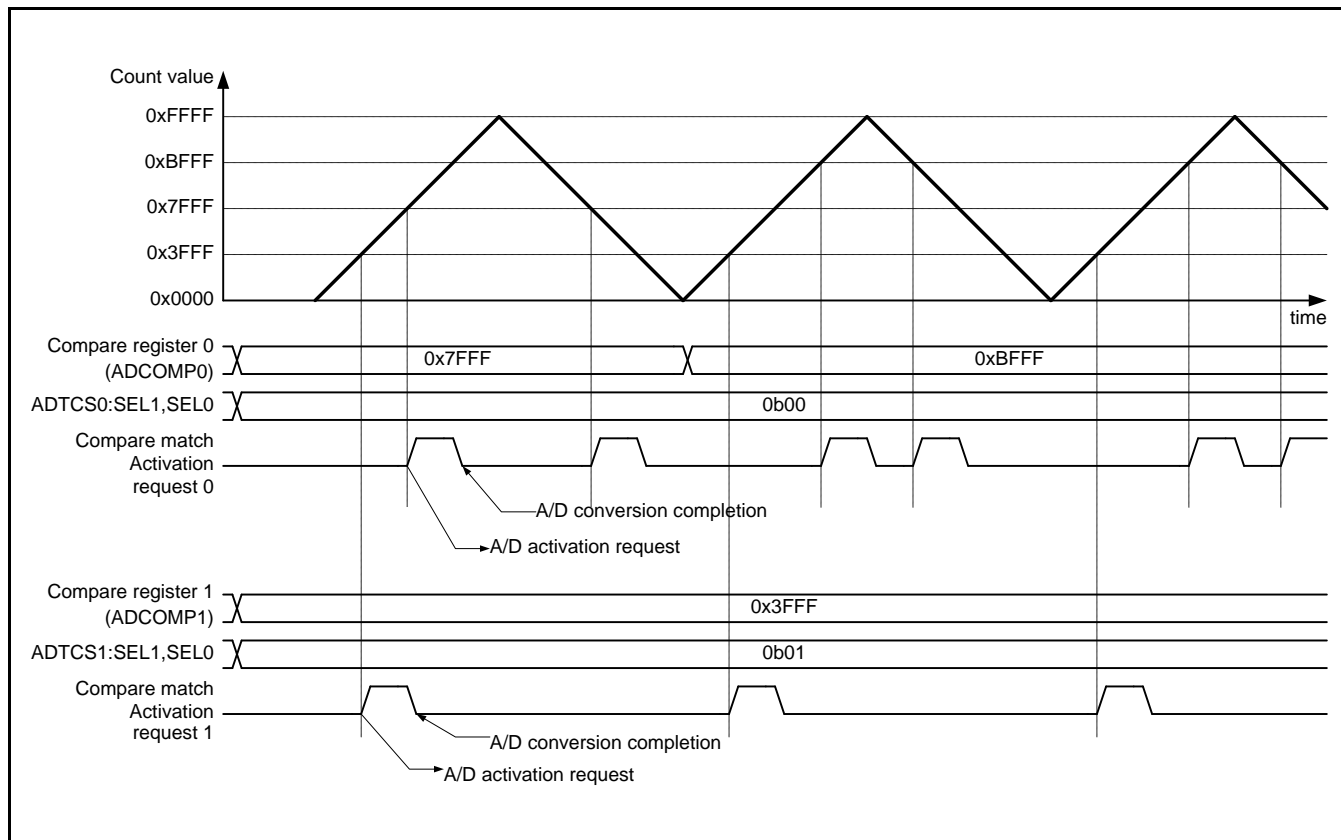 Count value
0xFFFF
0xBFFF
0x7FFF
0x3FFF
0x0000
time
Compare register 0
(ADCOMP0)
0x7FFF
0xBFFF
ADTCS0:SEL1,SEL0
0b00
Compare match
Activation
request 0
A/D conversion completion
A/D activation request
Compare register 1
(ADCOMP1)
0x3FFF
ADTCS1:SEL1,SEL0
0b01
Compare match
Activation
request 1
A/D conversion completion
A/D activation request